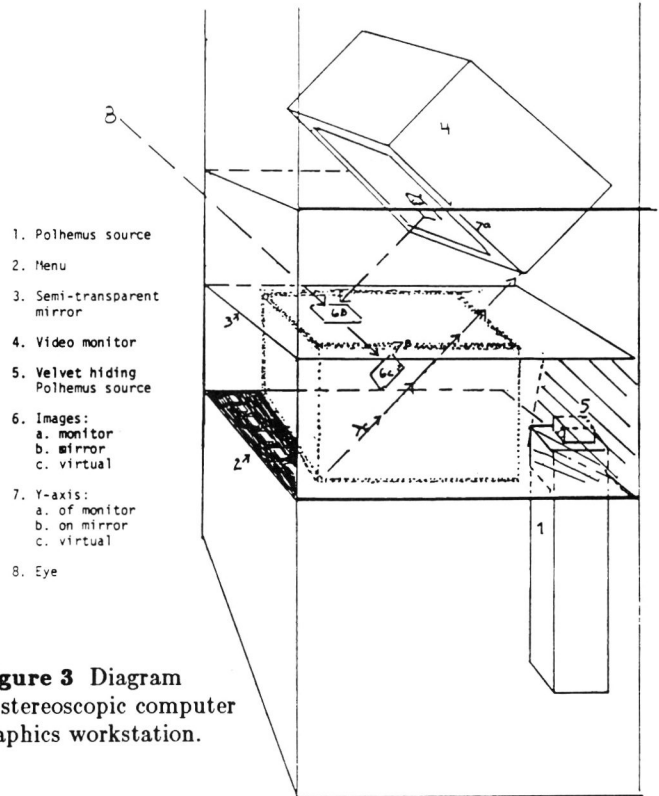 8
4
7a
1. Polhemus source
2. Menu
3. Semi-transparent
mirror
4. Video monitor
5. Velvet hiding
Polhemus source
6. Images:
a. monitor
b. mirror
c. virtual
7. Y-axis:
a. of monitor
b. on mirror
c. virtual
8. Eye
3
6B
6c
5
2
1
gure 3 Diagram
stereoscopic computer
aphics workstation.